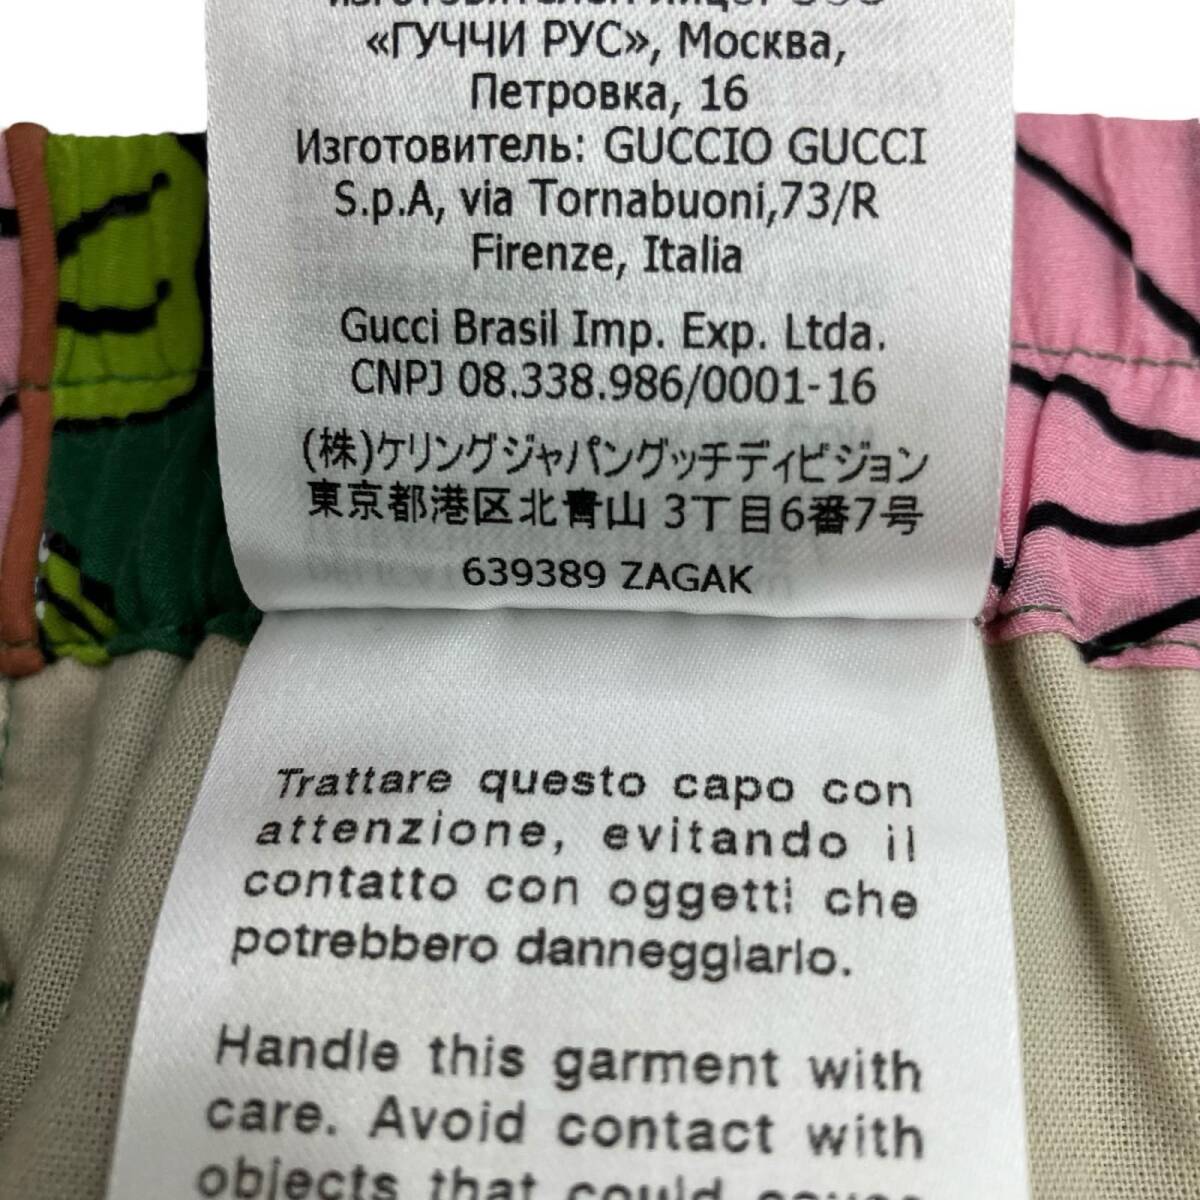 «ГУЧЧИ РУС», Москва,
Петровка, 16
Изготовитель: GUCCIO GUCCI
S.p.A, via Tornabuoni,73/R
Firenze, Italia
Gucci Brasil Imp. Exp. Ltda.
CNPJ 08.338.986/0001-16
(株)ケリングジャパングッチディビジョン
東京都港区北青山 3丁目6番7号
639389 ZAGAK
Trattare questo capo con
attenzione, evitando il
contatto con oggetti che
potrebbero danneggiarlo.
Handle this garment with
care. Avoid contact with
objects that could